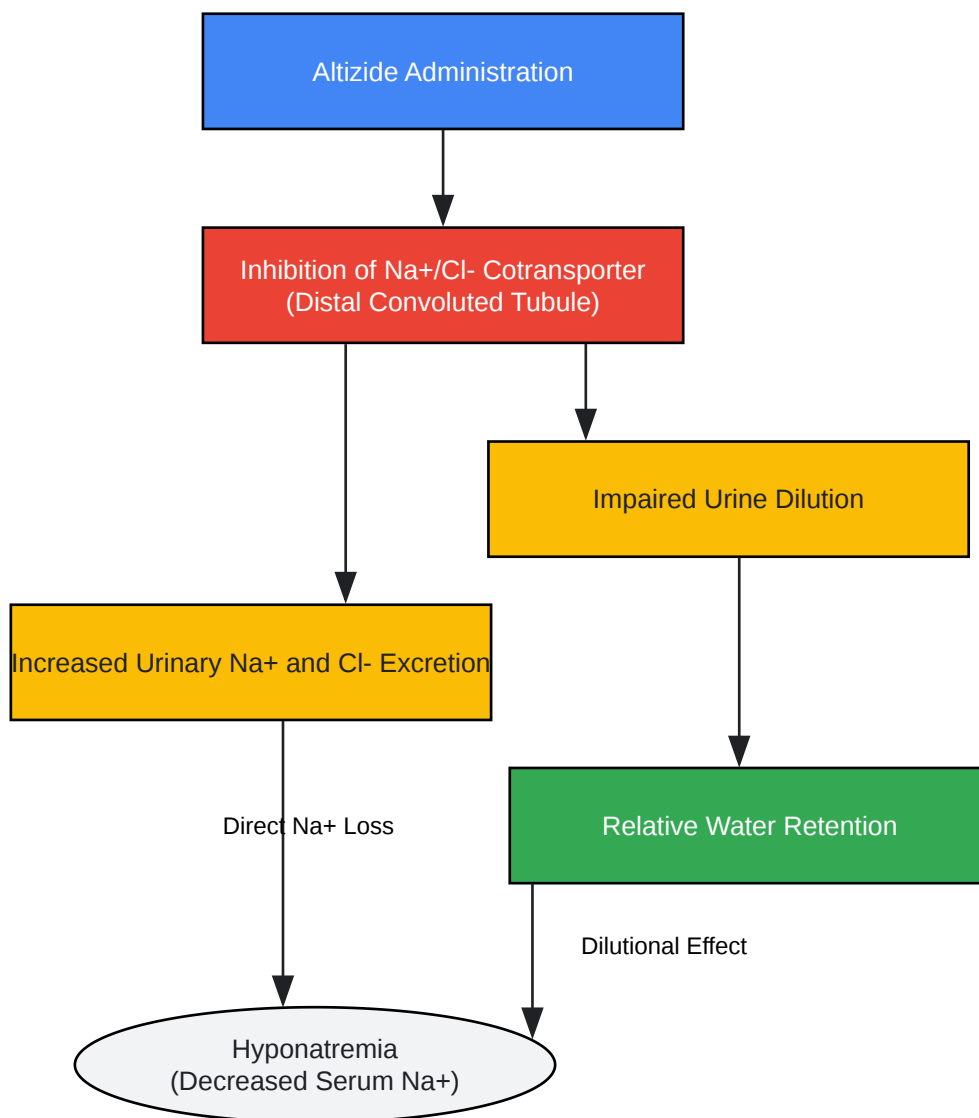 Altizide Administration
Inhibition of Na+/Cl- Cotransporter
(Distal Convoluted Tubule)
Impaired Urine Dilution
Increased Urinary Na+ and Cl- Excretion
Direct Na+ Loss
Relative Water Retention
Dilutional Effect
Hyponatremia
(Decreased Serum Na+)